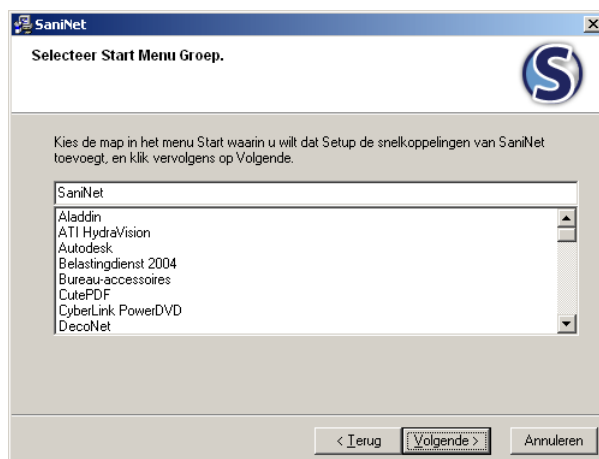 SaniNet
Selecteer Start Menu Groep.
S
Kies de map in het menu Start waarin u wilt dat Setup de snelkoppelingen van SaniNet
toevoegt, en klik vervolgens op Volgende.
SaniNet
Aladdin
ATI HydraVision
Autodesk
Belastingdienst 2004
Bureau-accessoires
CutePDF
CyberLink PowerDVD
DecoNet
< Terug
Volgende >
Annuleren